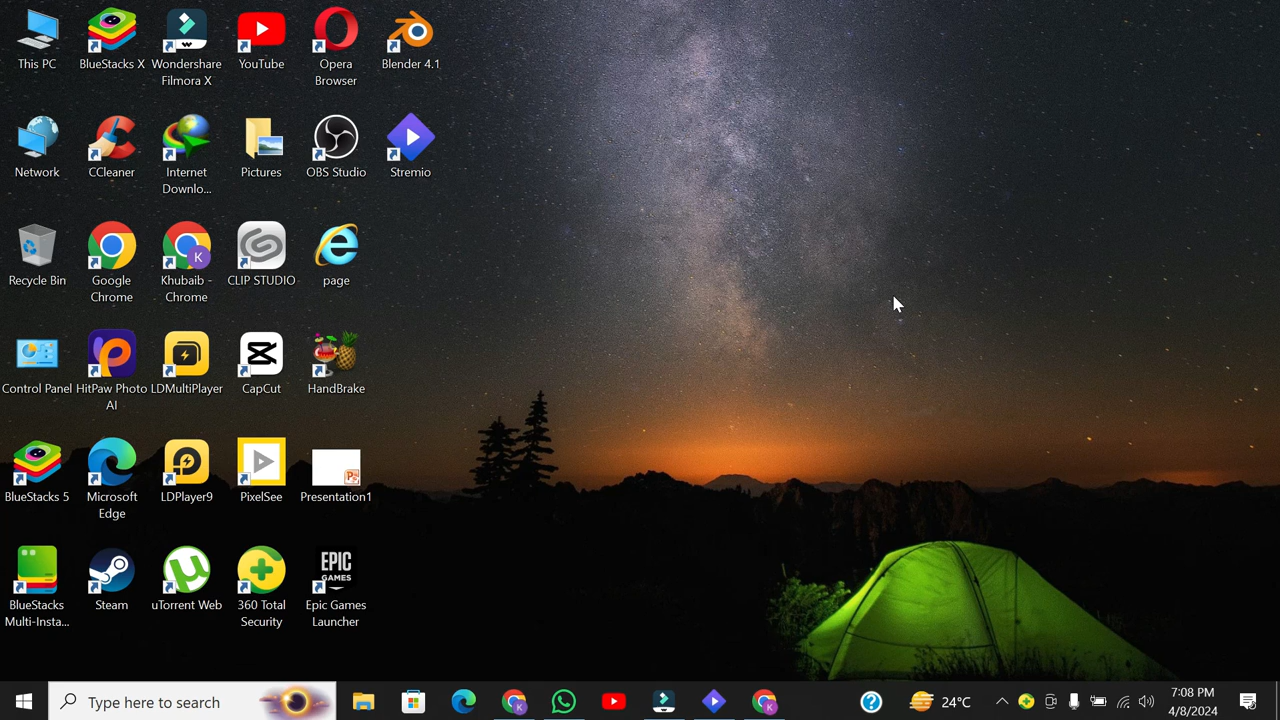 This PC
BlueStacks X
Wondershare
Filmora X
YouTube
Opera
Browser
Blender 4.1
Network
CCleaner
Internet
Downlo...
Pictures
OBS Studio
Stremio
Recycle Bin
Google
Chrome
K
Khubaib -
Chrome
CLIP STUDIO
page
Control Panel
HitPaw Photo
AI
LDMultiPlayer
CapCut
HandBrake
BlueStacks 5
Microsoft
Edge
LDPlayer9
PixelSee
Presentation1
BlueStacks
Multi-Insta...
Steam
uTorrent Web
360 Total
Security
EPIC
GAMES
Epic Games
Launcher
Type here to search
K
K
24°C
7:08 PM
4/8/2024